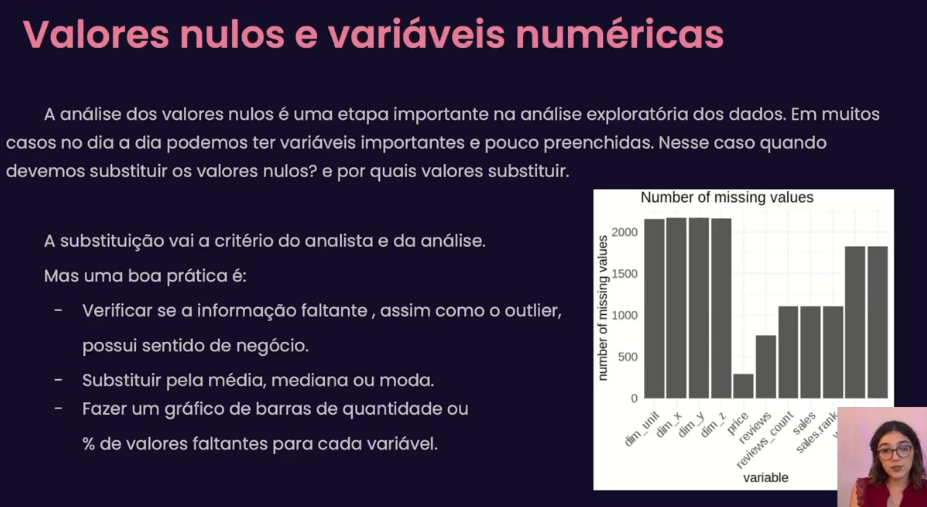 Valores nulos e variáveis numéricas
A análise dos valores nulos é uma etapa importante na análise exploratória dos dados. Em muitos
casos no dia a dia podemos ter variáveis importantes e pouco preenchidas. Nesse caso quando
devemos substituir os valores nulos? e por quais valores substituir.
A substituição vai a critério do analista e da análise.
Mas uma boa prática é:
- Verificar se a informação faltante , assim como o outlier,
possui sentido de negócio.
- Substituir pela média, mediana ou moda.
- Fazer um gráfico de barras de quantidade ou
% de valores faltantes para cada variável.
Number of missing values
number of missing values
2000
1500
1000
500
0
dim_unit
dim_x
dim_y
dim_z
price
reviews
reviews_count
sales
sales.rank
variable